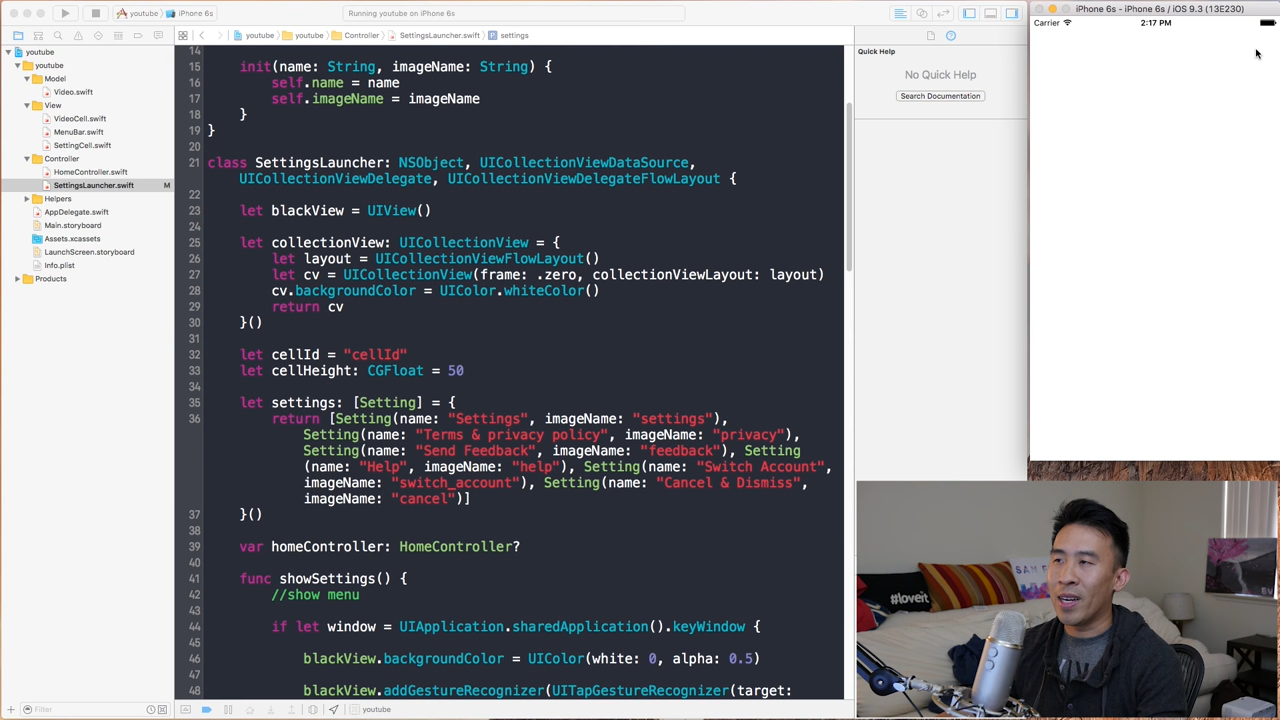 youtube
iPhone 6s
Running youtube on iPhone 6s
iPhone 6s - iPhone 6s / iOS 9.3 (13E230)
Carrier
2:17 PM
youtube
youtube
Controller
SettingsLauncher.swift
settings
youtube
youtube
Model
Video.swift
View
VideoCell.swift
MenuBar.swift
SettingCell.swift
Controller
HomeController.swift
SettingsLauncher.swift M
Helpers
AppDelegate.swift
Main.storyboard
Assets.xcassets
LaunchScreen.storyboard
Info.plist
Products
Filter
14
15 init(name: String, imageName: String) {
16 self.name = name
17 self.imageName = imageName
18 }
19 }
20
21 class SettingsLauncher: NSObject, UICollectionViewDataSource,
UICollectionViewDelegate, UICollectionViewDelegateFlowLayout {
22
23 let blackView = UIView()
24
25 let collectionView: UICollectionView = {
26 let layout = UICollectionViewFlowLayout()
27 let cv = UICollectionView(frame: .zero, collectionViewLayout: layout)
28 cv.backgroundColor = UIColor.whiteColor()
29 return cv
30 }()
31
32 let cellId = "cellId"
33 let cellHeight: CGFloat = 50
34
35 let settings: [Setting] = {
36 return [Setting(name: "Settings", imageName: "settings"),
Setting(name: "Terms & privacy policy", imageName: "privacy"),
Setting(name: "Send Feedback", imageName: "feedback"), Setting
(name: "Help", imageName: "help"), Setting(name: "Switch Account",
imageName: "switch_account"), Setting(name: "Cancel & Dismiss",
imageName: "cancel")]
37 }()
38
39 var homeController: HomeController?
40
41 func showSettings() {
42 //show menu
43
44 if let window = UIApplication.sharedApplication().keyWindow {
45
46 blackView.backgroundColor = UIColor(white: 0, alpha: 0.5)
47
48 blackView.addGestureRecognizer(UITapGestureRecognizer(target:
youtube
Quick Help
No Quick Help
Search Documentation
#loveit